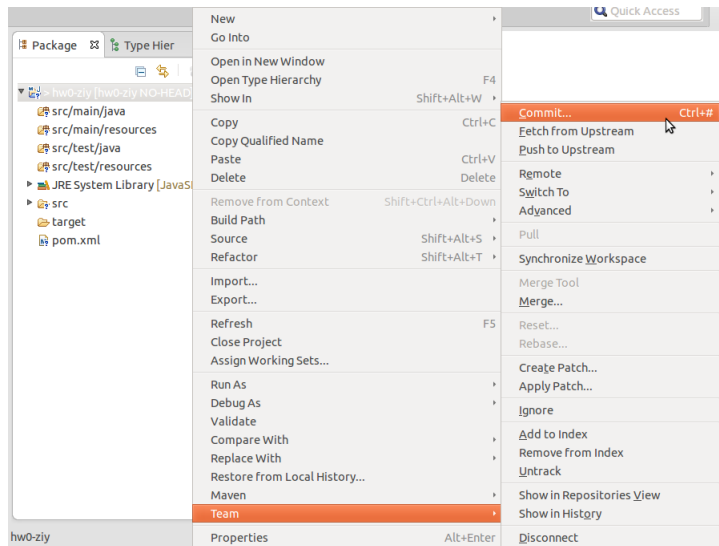 Quick Access
Package
Type Hier
> hw0-ziy [hw0-ziy NO-HEAD]
src/main/java
src/main/resources
src/test/java
src/test/resources
JRE System Library [JavaSE
src
target
pom.xml
hw0-ziy
New
Go Into
Open in New Window
Open Type Hierarchy F4
Show In Shift+Alt+W
Copy Ctrl+C
Copy Qualified Name
Paste Ctrl+V
Delete Delete
Remove from Context Shift+Ctrl+Alt+Down
Build Path
Source Shift+Alt+S
Refactor Shift+Alt+T
Import...
Export...
Refresh F5
Close Project
Assign Working Sets...
Run As
Debug As
Validate
Compare With
Replace With
Restore from Local History...
Maven
Team
Properties Alt+Enter
Commit... Ctrl+#
Fetch from Upstream
Push to Upstream
Remote
Switch To
Advanced
Pull
Synchronize Workspace
Merge Tool
Merge...
Reset...
Rebase...
Create Patch...
Apply Patch...
Ignore
Add to Index
Remove from Index
Untrack
Show in Repositories View
Show in History
Disconnect